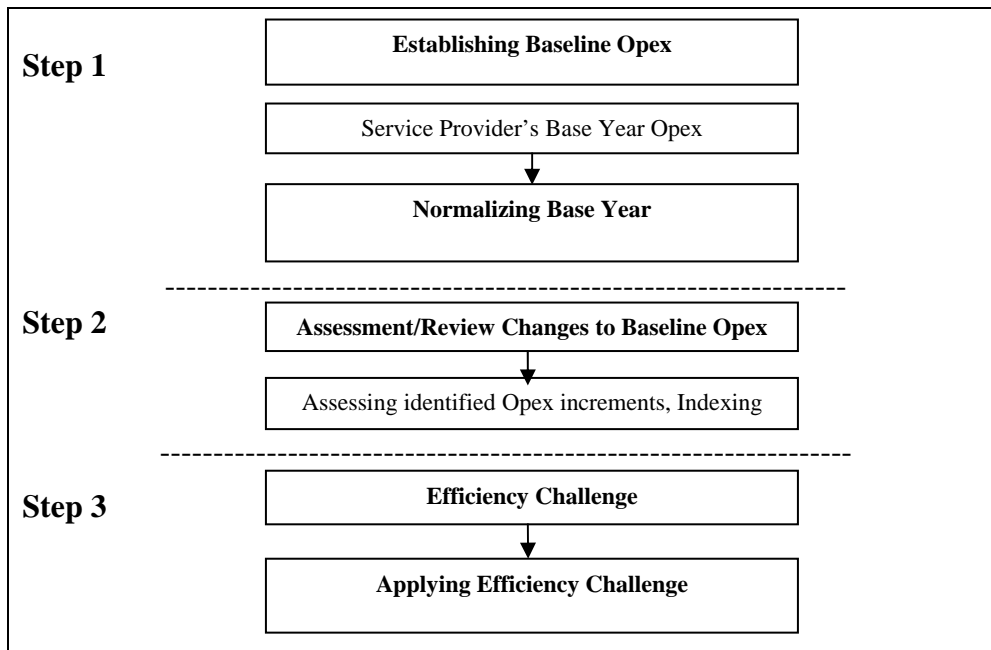 Step 1
Establishing Baseline Opex
Service Provider’s Base Year Opex
Normalizing Base Year
Step 2
Assessment/Review Changes to Baseline Opex
Assessing identified Opex increments, Indexing
Step 3
Efficiency Challenge
Applying Efficiency Challenge